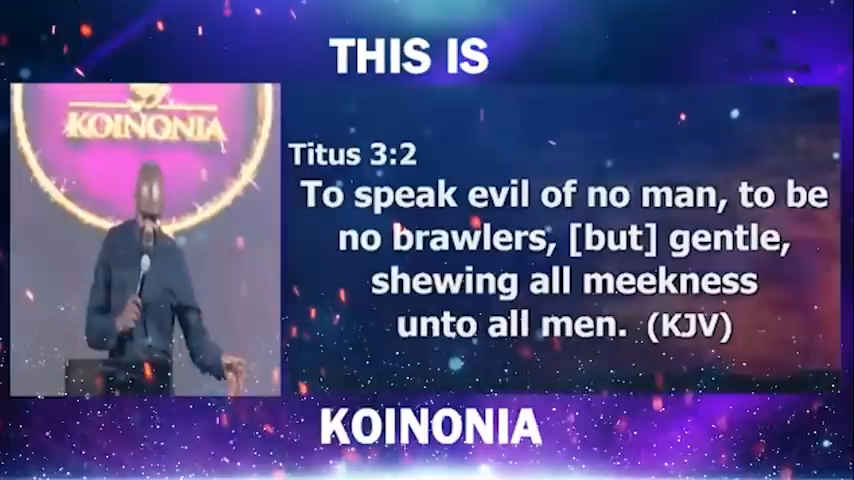 THIS IS
KOINONIA
Titus 3:2
To speak evil of no man, to be
no brawlers, [but] gentle,
shewing all meekness
unto all men. (KJV)
KOINONIA